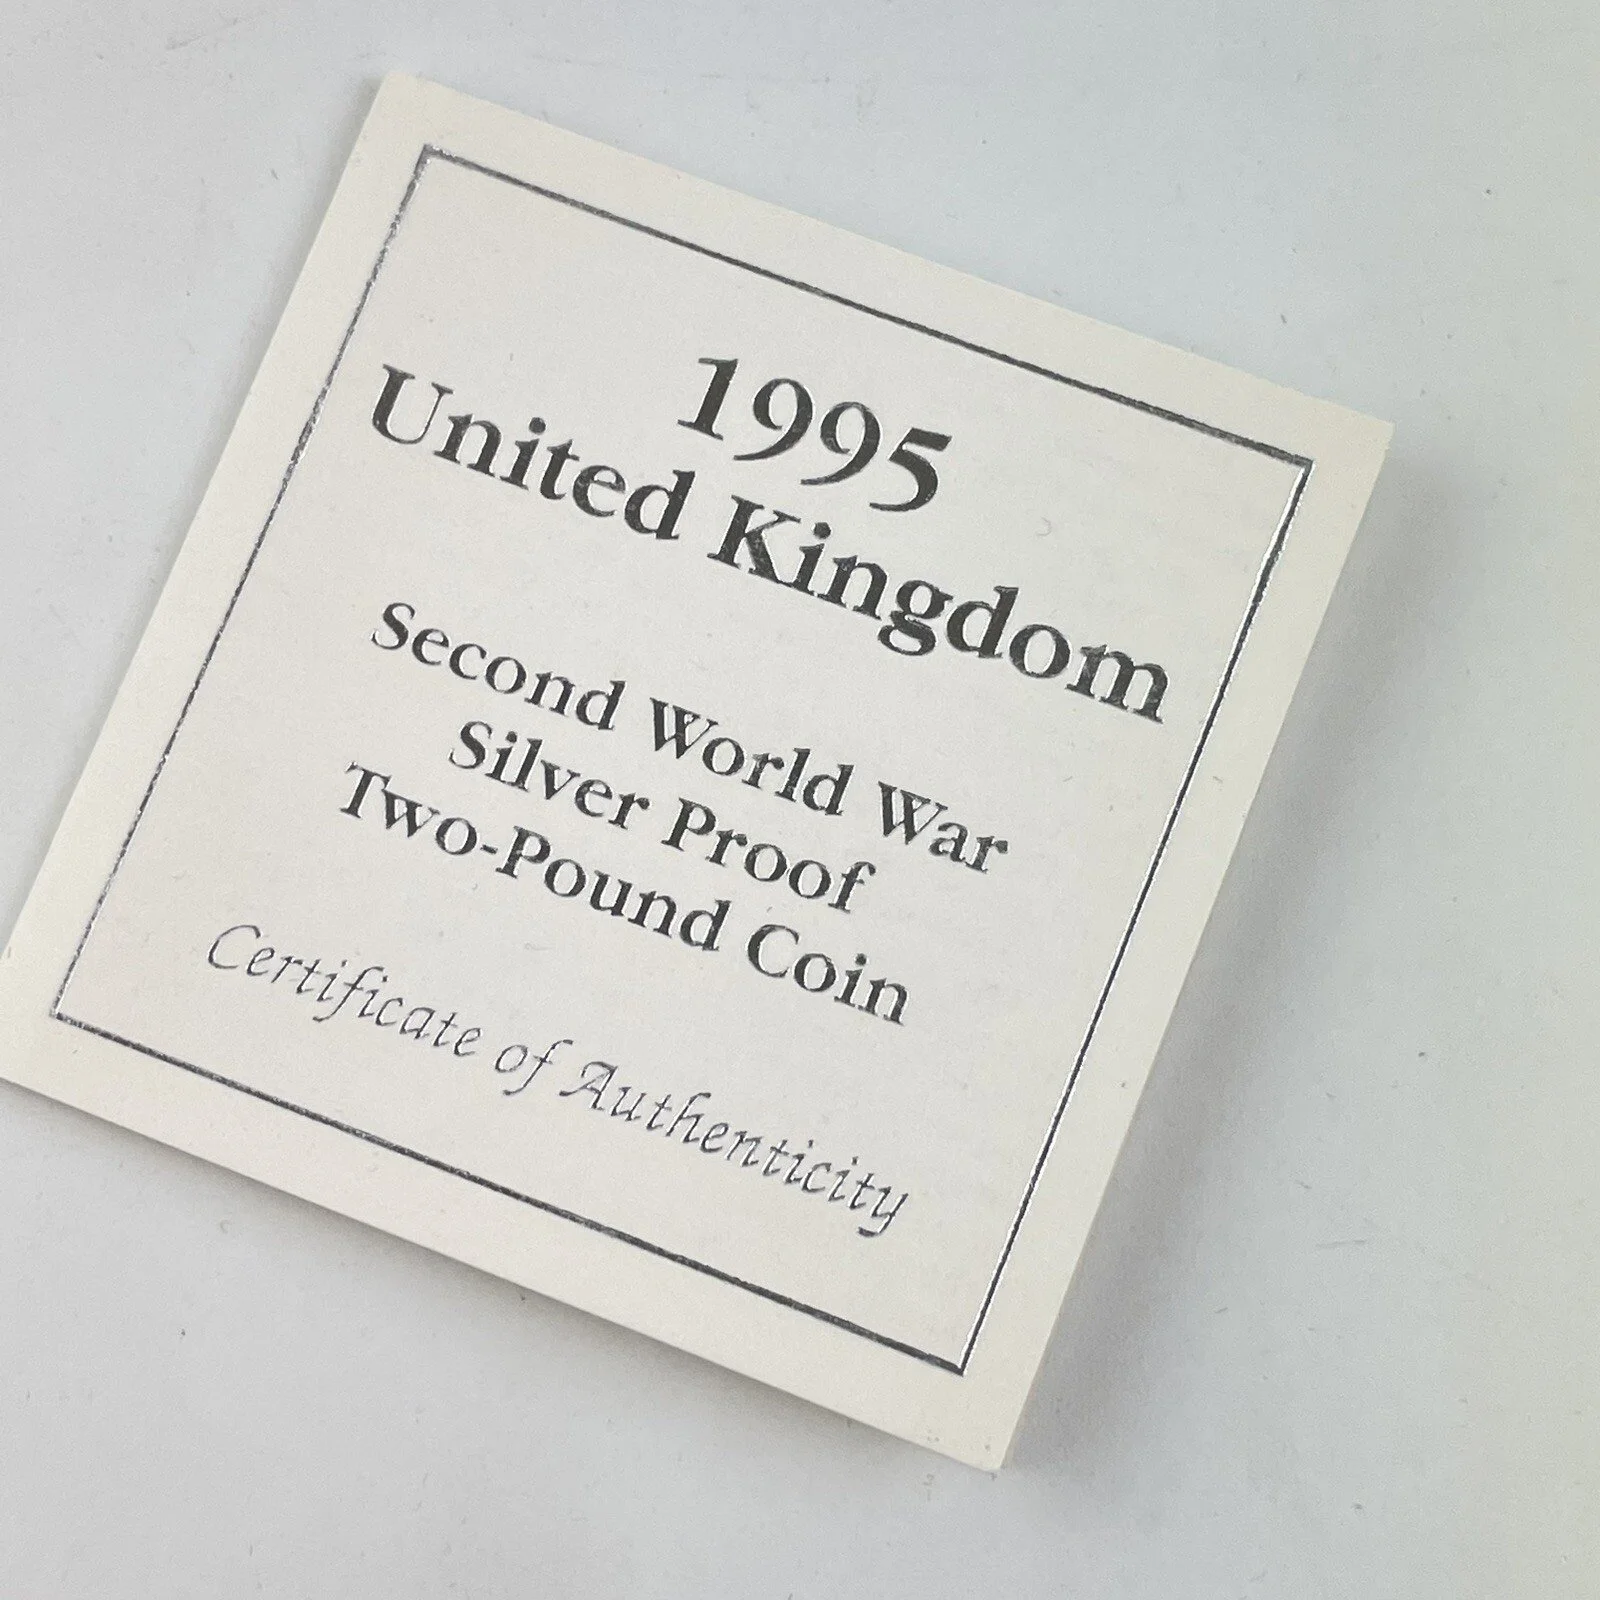 1995
United Kingdom
Second World War
Silver Proof
Two-Pound Coin
Certificate of Authenticity